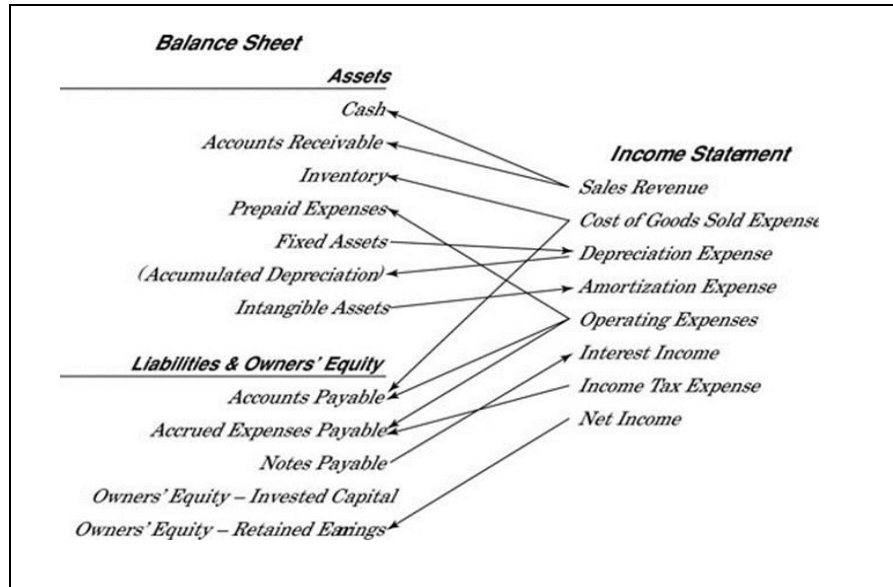 Balance Sheet
Assets
Cash
Accounts Receivable
Inventory
Prepaid Expenses
Fixed Assets
(Accumulated Depreciation)
Intangible Assets
Liabilities & Owners' Equity
Accounts Payable
Accrued Expenses Payable
Notes Payable
Owners' Equity – Invested Capital
Owners' Equity – Retained Earnings
Income Statement
Sales Revenue
Cost of Goods Sold Expense
Depreciation Expense
Amortization Expense
Operating Expenses
Interest Income
Income Tax Expense
Net Income